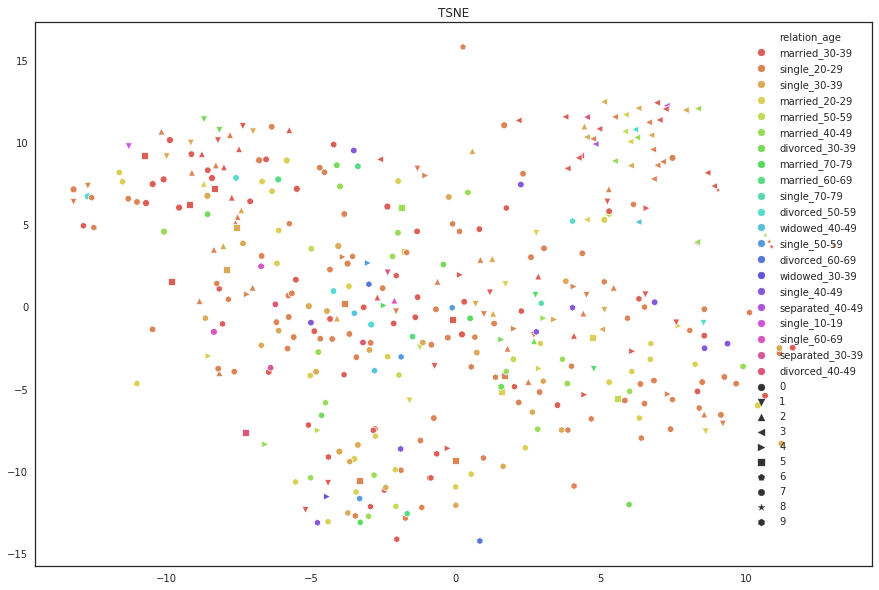 TSNE
relation_age
married_30-39
single_20-29
single_30-39
married_20-29
married_50-59
married_40-49
divorced_30-39
married_70-79
married_60-69
single_70-79
divorced_50-59
widowed_40-49
single_50-59
divorced_60-69
widowed_30-39
single_40-49
separated_40-49
single_10-19
single_60-69
separated_30-39
divorced_40-49
0
1
2
3
4
5
6
7
8
9
15
10
5
0
−5
−10
−15
−10
−5
0
5
10